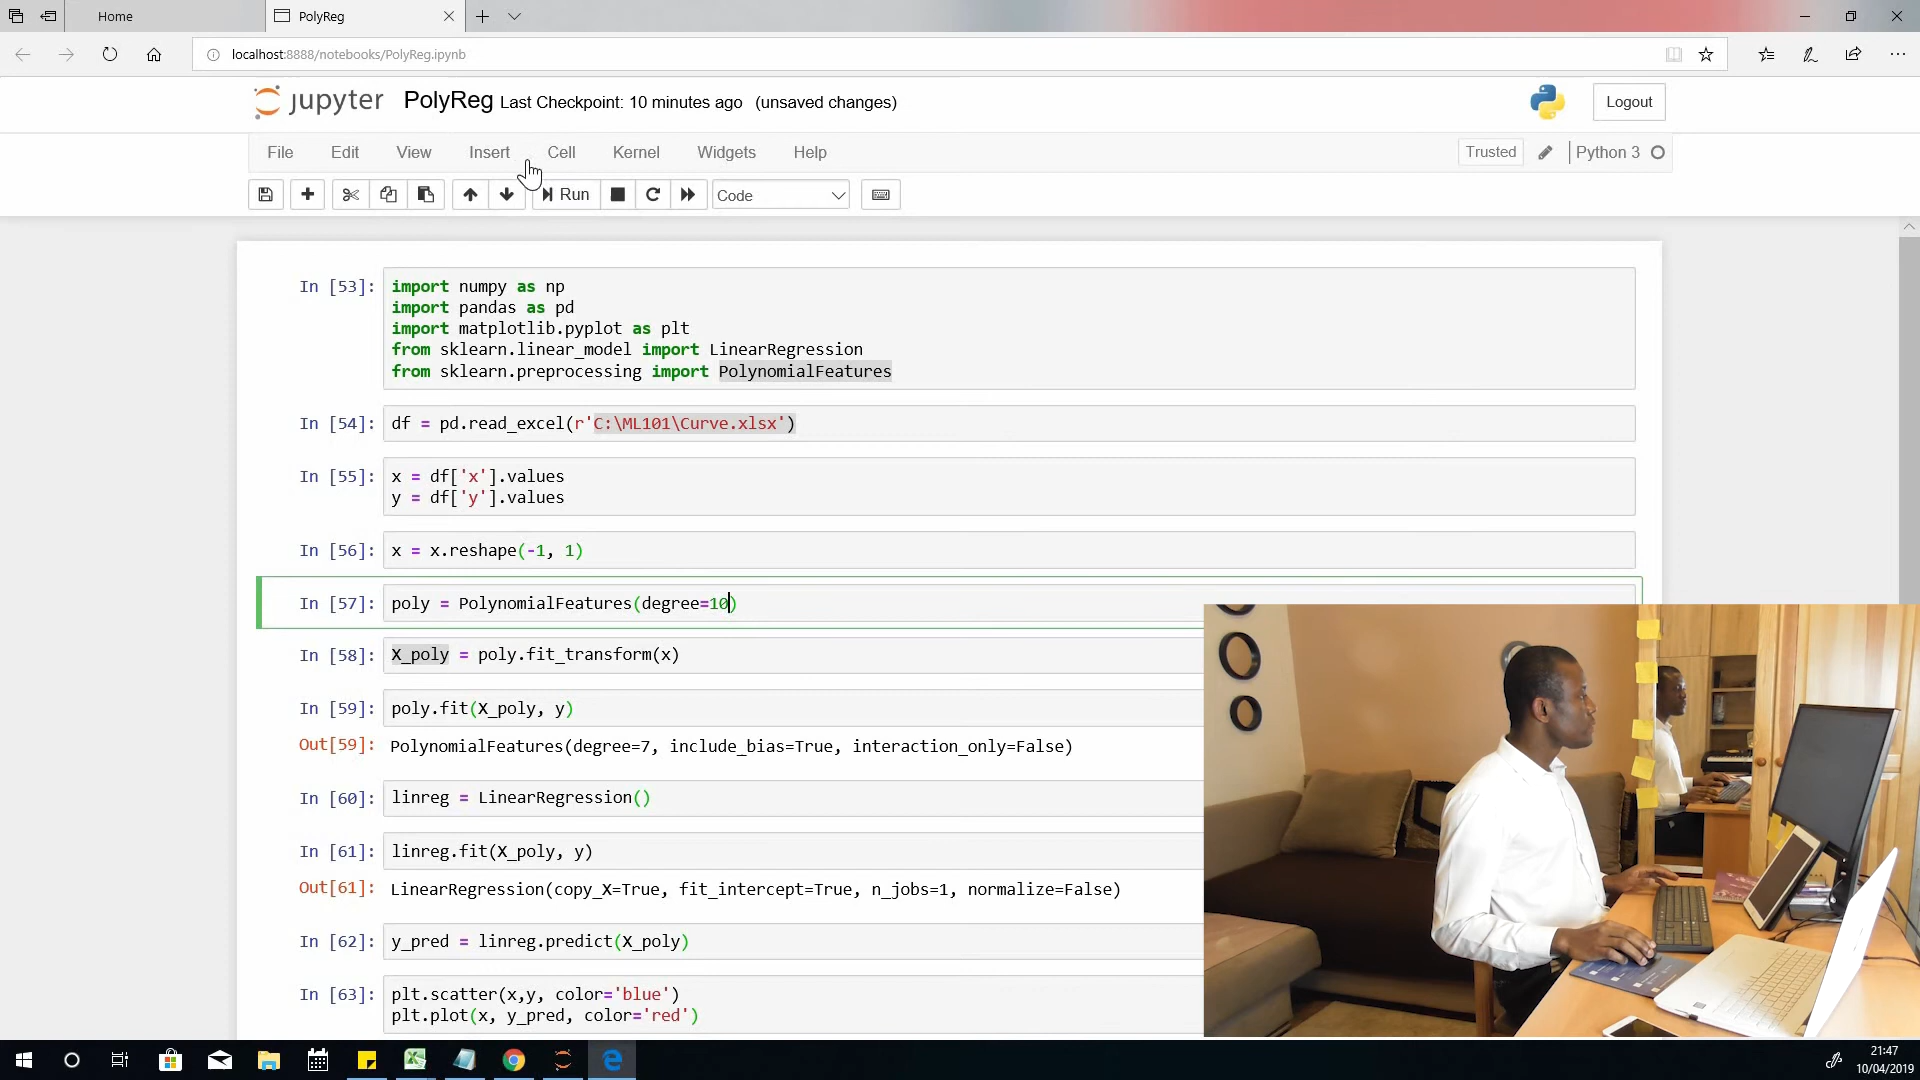 Home
PolyReg
localhost:8888/notebooks/PolyReg.ipynb
jupyter PolyReg Last Checkpoint: 10 minutes ago (unsaved changes)
Logout
File Edit View Insert Cell Kernel Widgets Help
Trusted
Python 3
Run
Code
In [53]: import numpy as np
import pandas as pd
import matplotlib.pyplot as plt
from sklearn.linear_model import LinearRegression
from sklearn.preprocessing import PolynomialFeatures
In [54]: df = pd.read_excel(r'C:\ML101\Curve.xlsx')
In [55]: x = df['x'].values
y = df['y'].values
In [56]: x = x.reshape(-1, 1)
In [57]: poly = PolynomialFeatures(degree=10)
In [58]: X_poly = poly.fit_transform(x)
In [59]: poly.fit(X_poly, y)
Out[59]: PolynomialFeatures(degree=7, include_bias=True, interaction_only=False)
In [60]: linreg = LinearRegression()
In [61]: linreg.fit(X_poly, y)
Out[61]: LinearRegression(copy_X=True, fit_intercept=True, n_jobs=1, normalize=False)
In [62]: y_pred = linreg.predict(X_poly)
In [63]: plt.scatter(x,y, color='blue')
plt.plot(x, y_pred, color='red')
21:47
10/04/2019